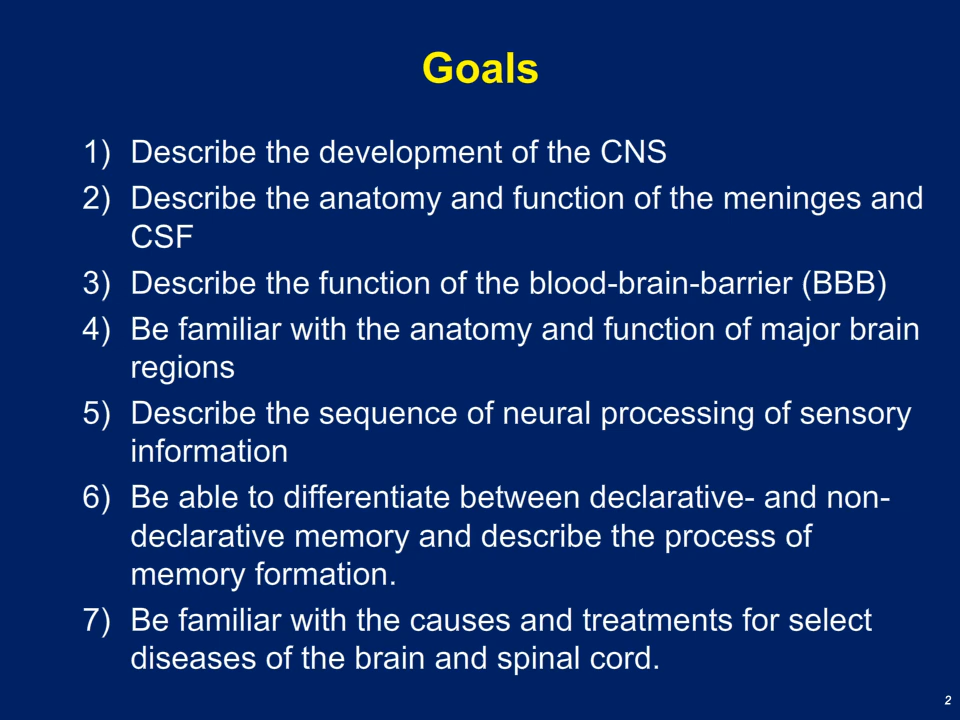 Goals
1) Describe the development of the CNS
2) Describe the anatomy and function of the meninges and
CSF
3) Describe the function of the blood-brain-barrier (BBB)
4) Be familiar with the anatomy and function of major brain
regions
5) Describe the sequence of neural processing of sensory
information
6) Be able to differentiate between declarative- and non-
declarative memory and describe the process of
memory formation.
7) Be familiar with the causes and treatments for select
diseases of the brain and spinal cord.
2